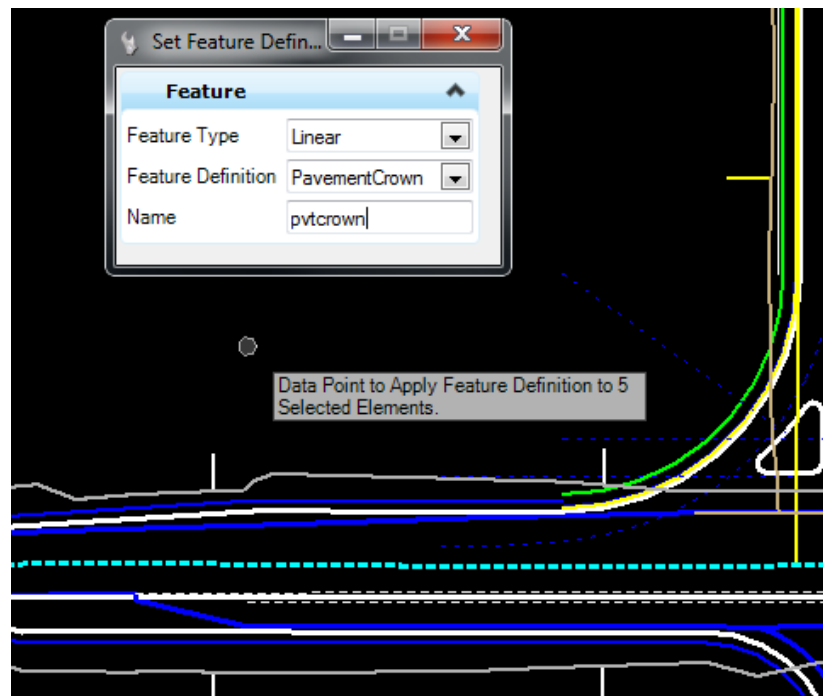 Set Feature Defin...
Feature
Feature Type Linear
Feature Definition PavementCrown
Name pvtcrown
Data Point to Apply Feature Definition to 5
Selected Elements.